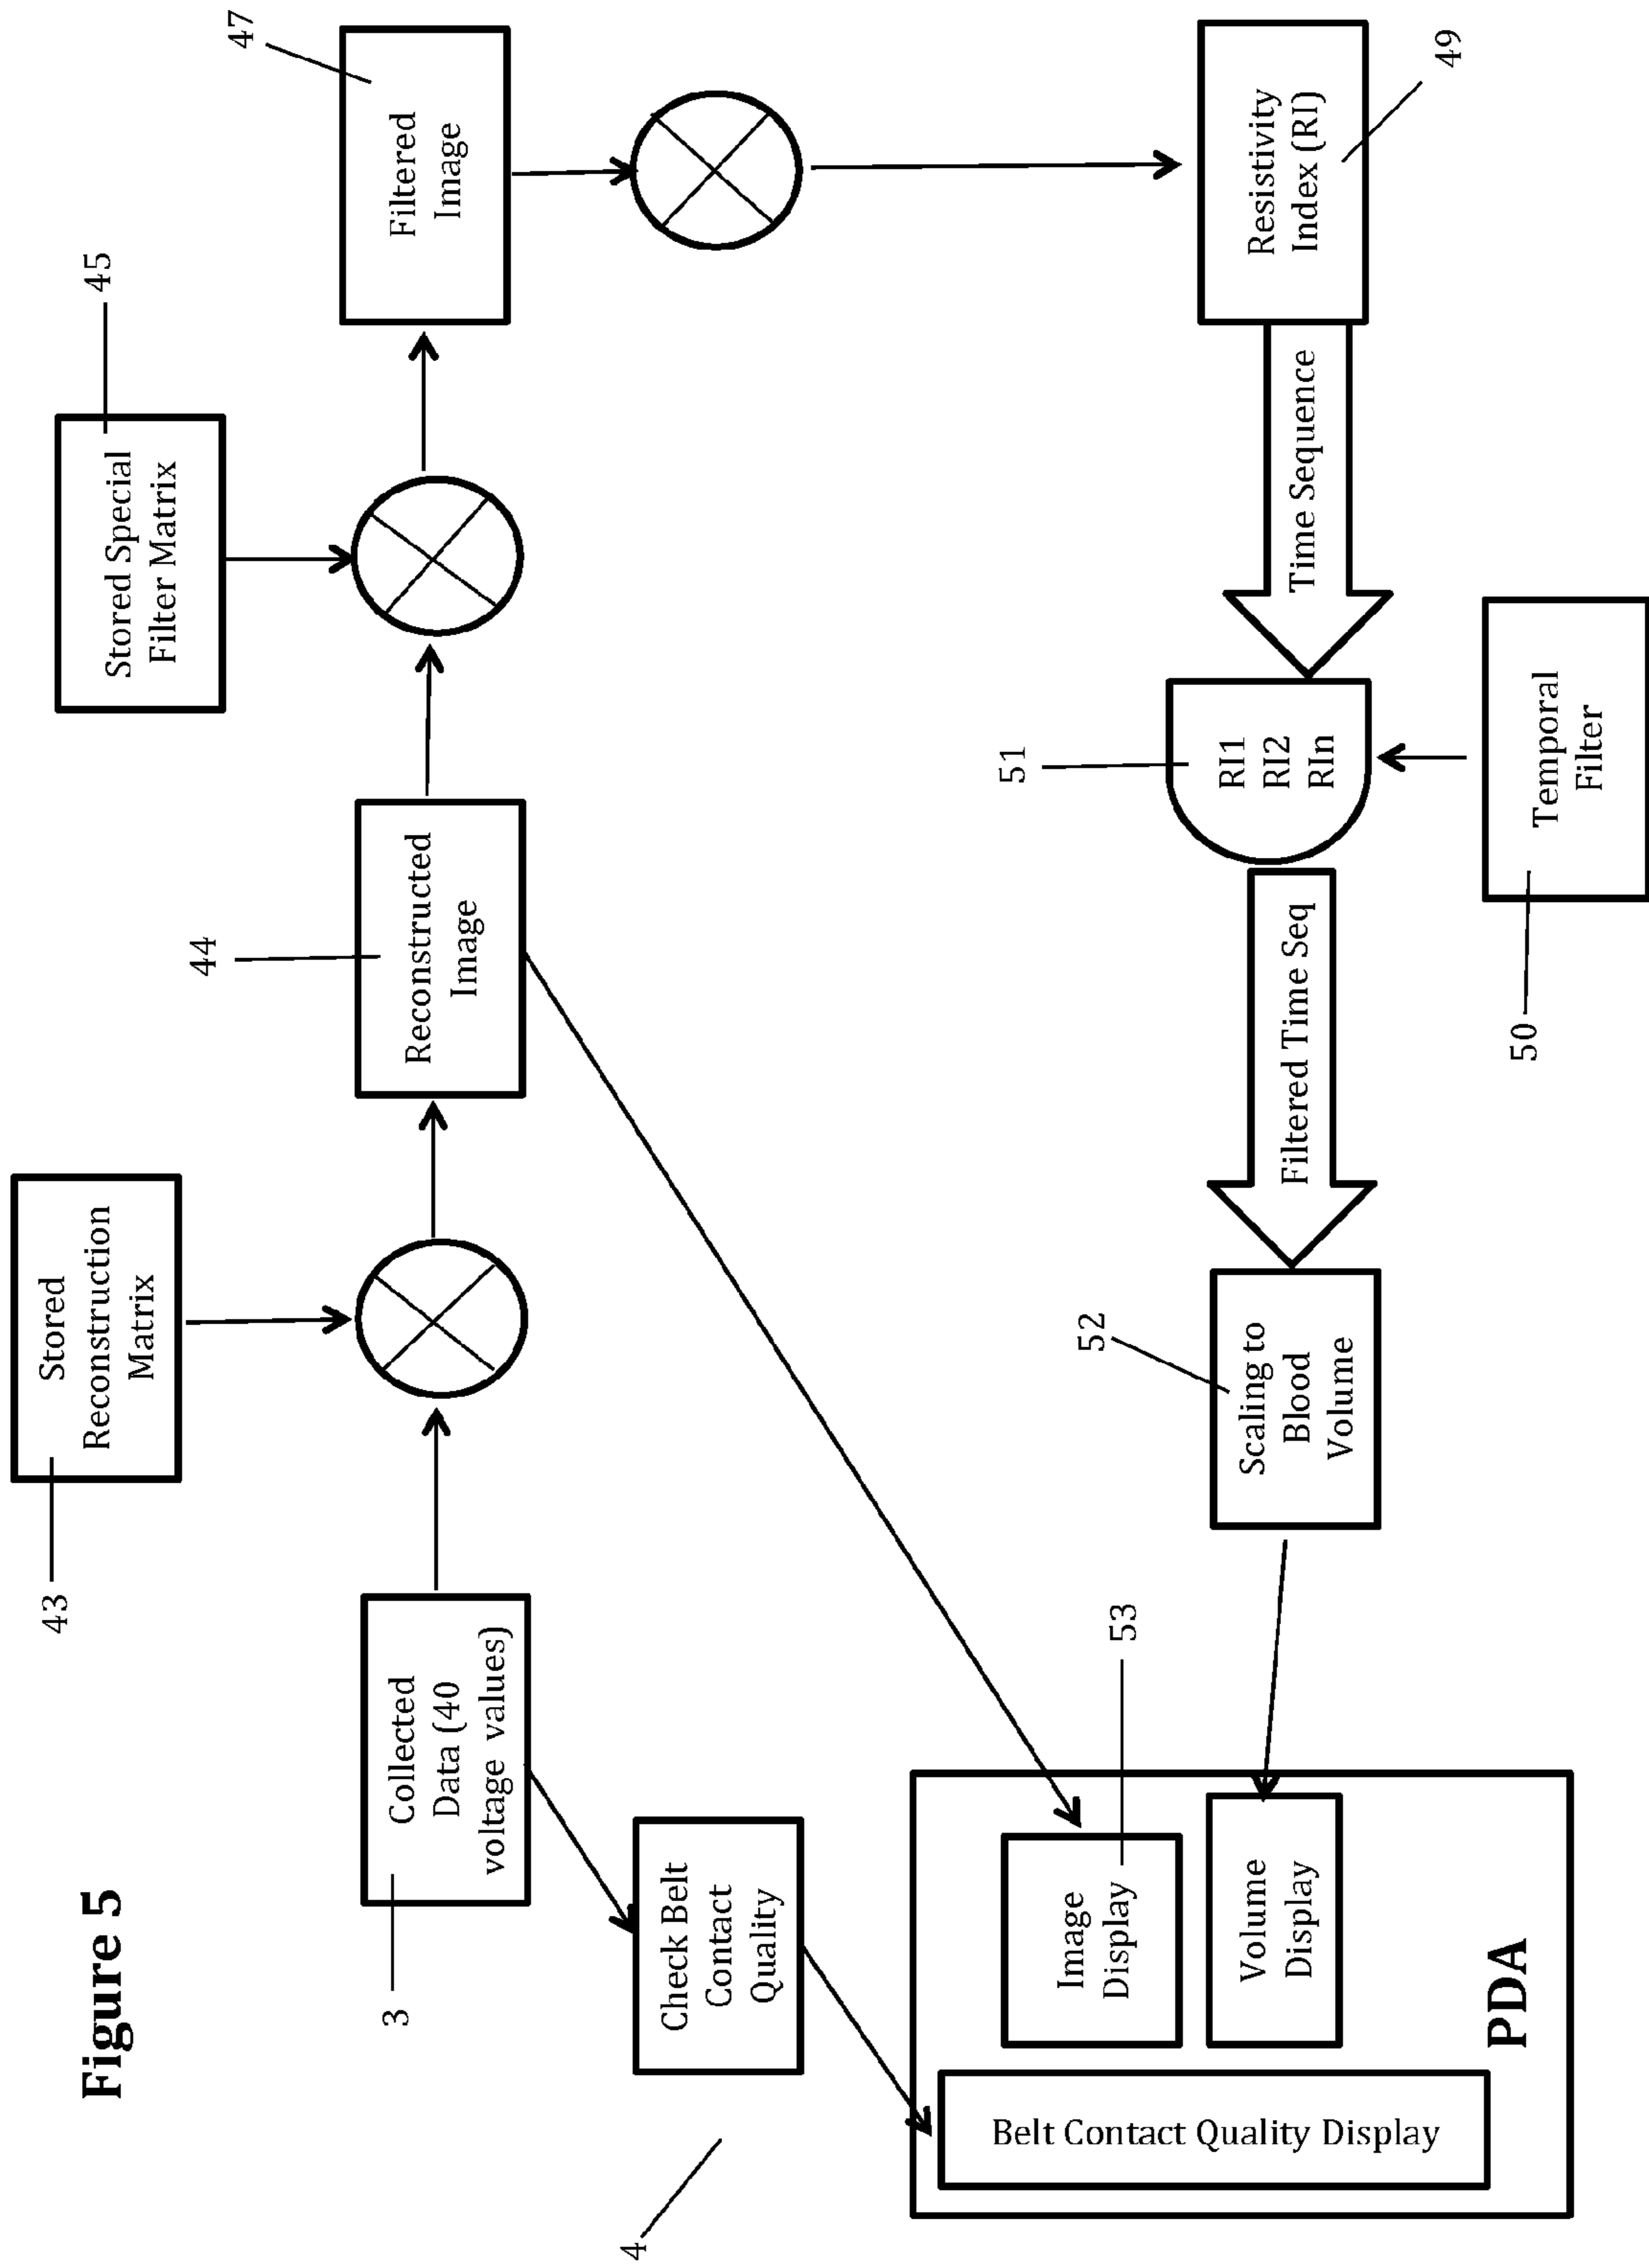 Figure 5
43
Stored
Reconstruction
Matrix
45
Stored Special
Filter Matrix
3
Collected
Data (40
voltage values)
44
Reconstructed
Image
47
Filtered
Image
4
Check Belt
Contact
Quality
Belt Contact Quality Display
Image
Display
53
Volume
Display
PDA
52
Scaling to
Blood
Volume
Filtered Time Seq
51
RI1
RI2
RIn
Time Sequence
Resistivity
Index (RI)
49
50
Temporal
Filter